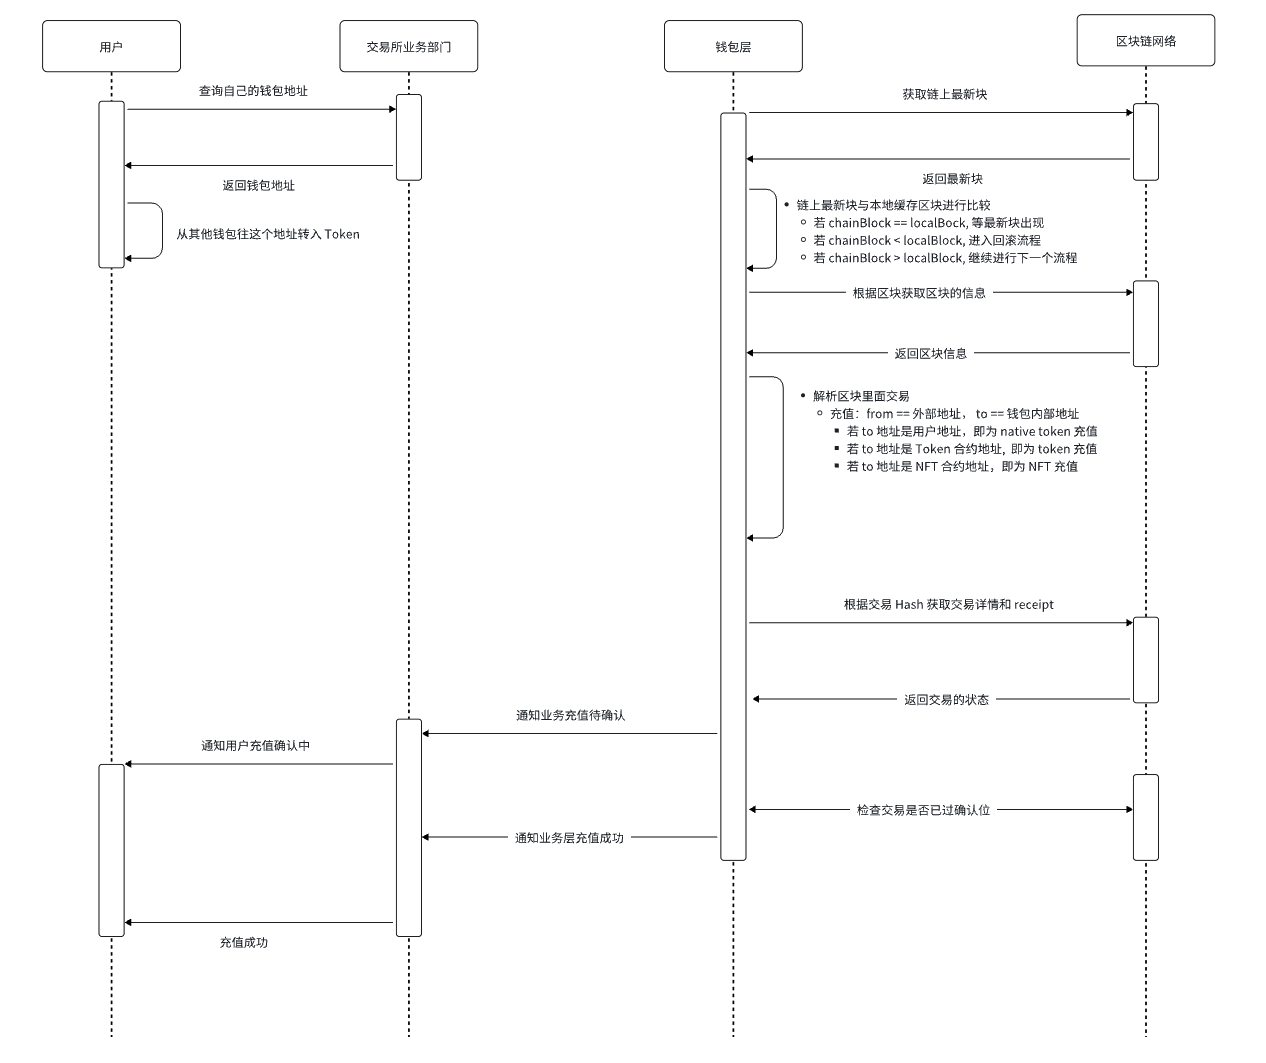 用户
交易所业务部门
钱包层
区块链网络
查询自己的钱包地址
获取链上最新块
返回钱包地址
返回最新块
从其他钱包往这个地址转入 Token
链上最新块与本地缓存区块进行比较
若 chainBlock == localBock, 等最新块出现
若 chainBlock < localBlock, 进入回滚流程
若 chainBlock > localBlock, 继续进行下一个流程
根据区块获取区块的信息
返回区块信息
解析区块里面交易
充值：from == 外部地址， to == 钱包内部地址
若 to 地址是用户地址，即为 native token 充值
若 to 地址是 Token 合约地址, 即为 token 充值
若 to 地址是 NFT 合约地址，即为 NFT 充值
根据交易 Hash 获取交易详情和 receipt
返回交易的状态
通知业务充值待确认
通知用户充值确认中
检查交易是否已过确认位
通知业务层充值成功
充值成功